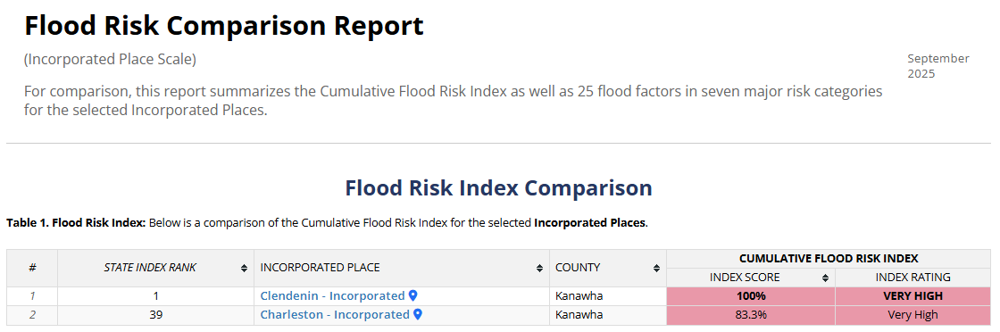 Flood Risk Comparison Report
(Incorporated Place Scale)
September
2025
For comparison, this report summarizes the Cumulative Flood Risk Index as well as 25 flood factors in seven major risk categories
for the selected Incorporated Places.
Flood Risk Index Comparison
Table 1. Flood Risk Index: Below is a comparison of the Cumulative Flood Risk Index for the selected Incorporated Places.
# STATE INDEX RANK INCORPORATED PLACE COUNTY CUMULATIVE FLOOD RISK INDEX
INDEX SCORE INDEX RATING
1 1 Clendenin - Incorporated Kanawha 100% VERY HIGH
2 39 Charleston - Incorporated Kanawha 83.3% Very High